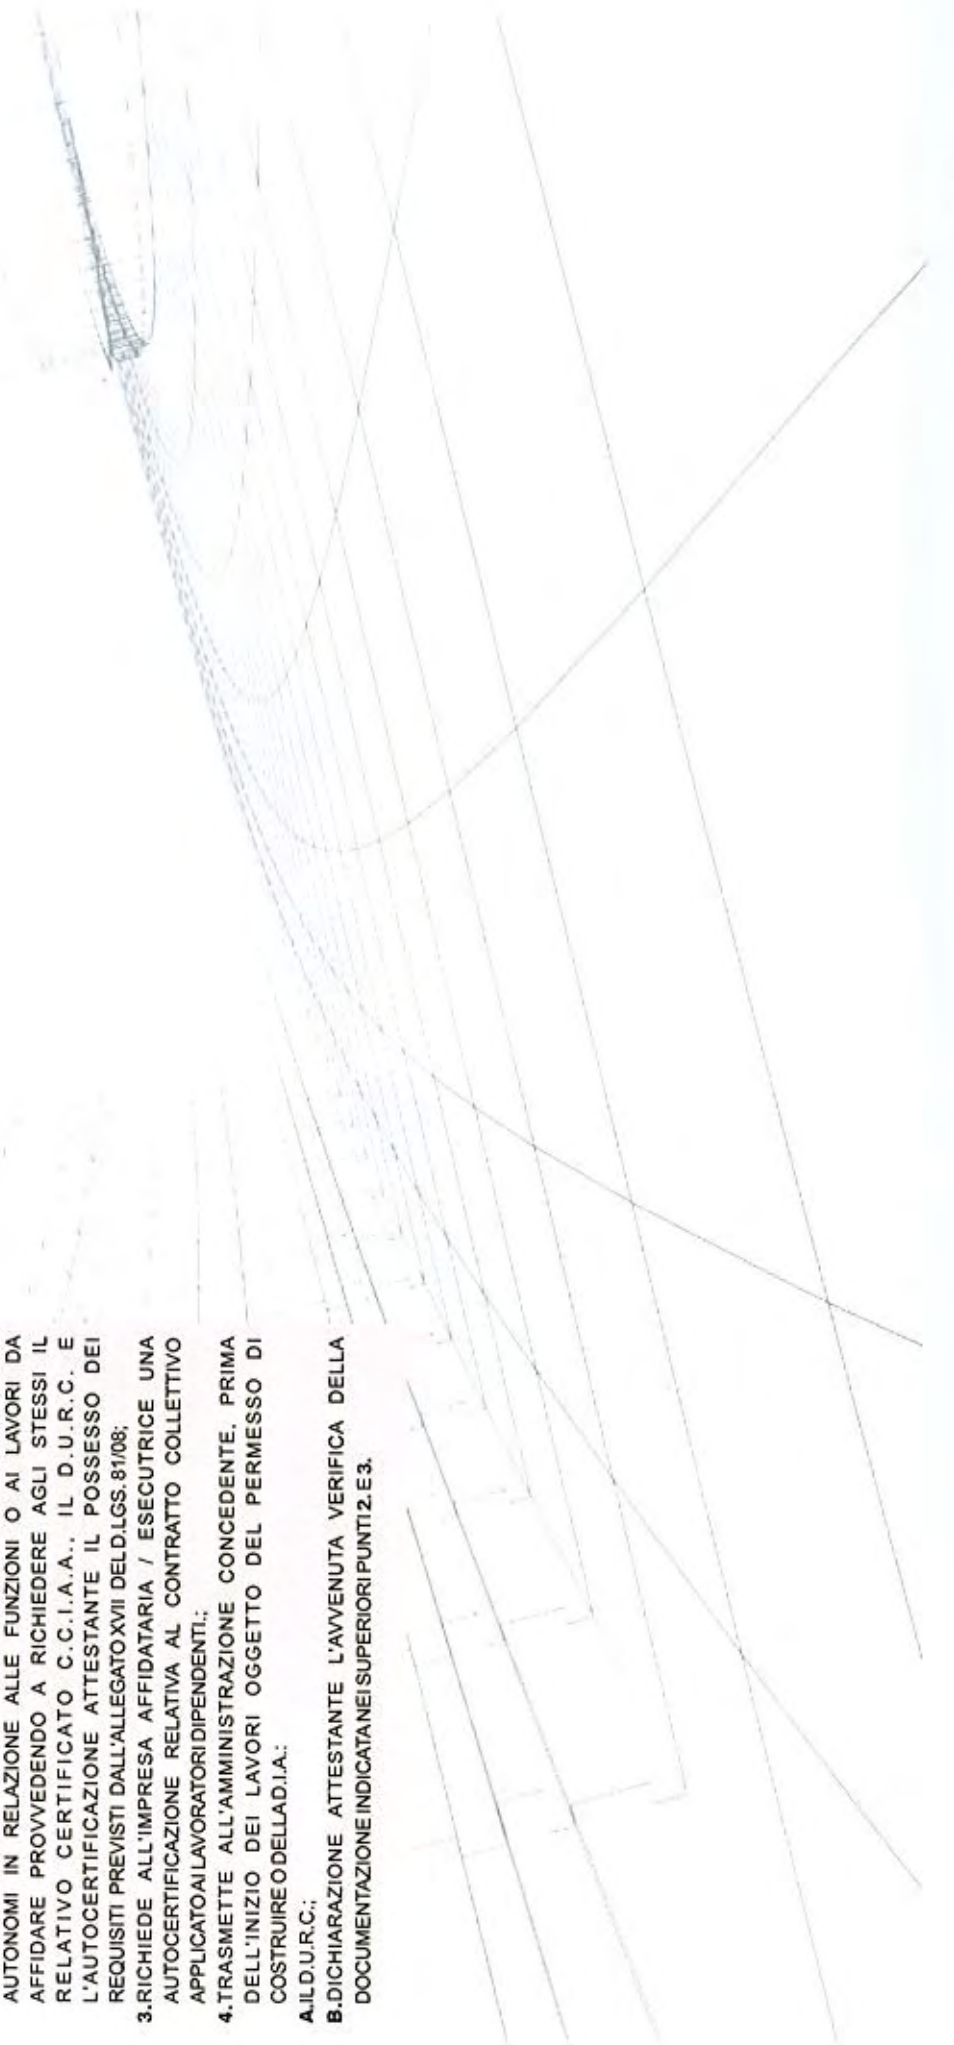 AUTONOMI IN RELAZIONE ALLE FUNZIONI O AI LAVORI DA
AFFIDARE PROVVEDENDO A RICHIEDERE AGLI STESSI IL
RELATIVO CERTIFICATO C.C.I.A.A., IL D.U.R.C. E
L'AUTOCERTIFICAZIONE ATTESTANTE IL POSSESSO DEI
REQUISITI PREVISTI DALL'ALLEGATO XVII DEL D.LGS. 81/08;
3.RICHIEDE ALL'IMPRESA AFFIDATARIA / ESECUTRICE UNA
AUTOCERTIFICAZIONE RELATIVA AL CONTRATTO COLLETTIVO
APPLICATO AI LAVORATORI DIPENDENTI.;
4.TRASMETTE ALL'AMMINISTRAZIONE CONCEDENTE, PRIMA
DELL'INIZIO DEI LAVORI OGGETTO DEL PERMESSO DI
COSTRUIRE O DELLA D.I.A.:
A.IL D.U.R.C.;
B.DICHIARAZIONE ATTESTANTE L'AVVENUTA VERIFICA DELLA
DOCUMENTAZIONE INDICATA NEI SUPERIORI PUNTI 2. E 3.